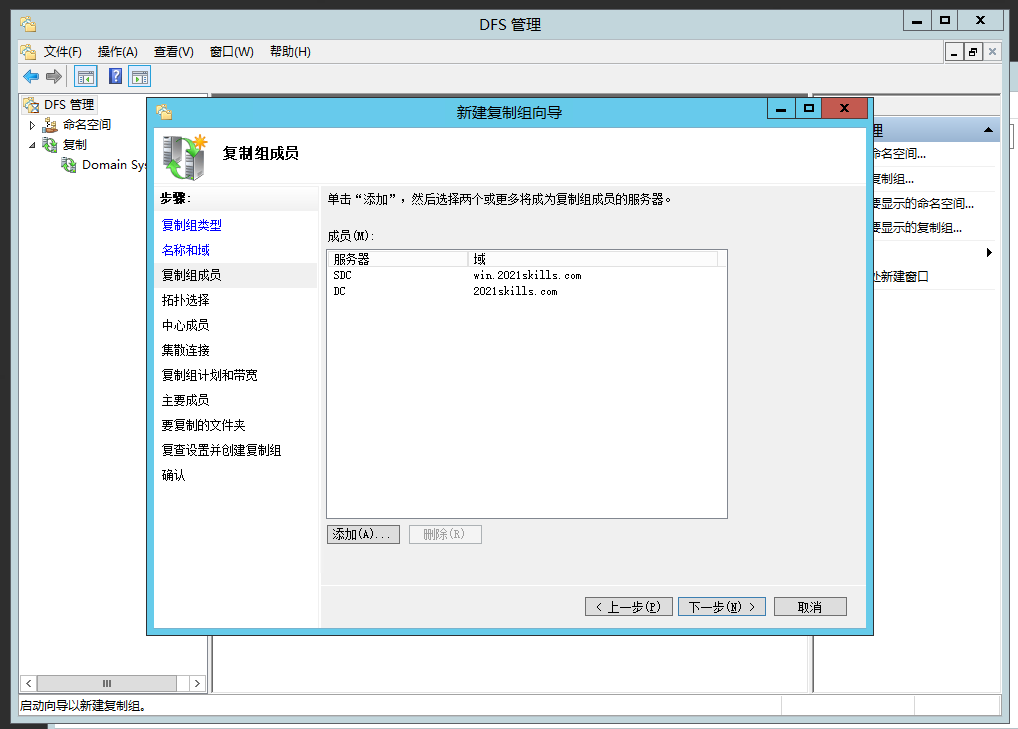 DFS 管理
文件(F) 操作(A) 查看(V) 窗口(W) 帮助(H)
DFS 管理
命名空间
复制
Domain Sys
新建复制组向导
复制组成员
步骤:
复制组类型
名称和域
复制组成员
拓扑选择
中心成员
集散连接
复制组计划和带宽
主要成员
要复制的文件夹
复查设置并创建复制组
确认
单击“添加”，然后选择两个或更多将成为复制组成员的服务器。
成员(M):
服务器 域
SDC win.2021skills.com
DC 2021skills.com
添加(A)... 删除(R)
< 上一步(P) 下一步(N) > 取消
理
命名空间...
复制组...
要显示的命名空间...
要显示的复制组...
新建窗口
启动向导以新建复制组。